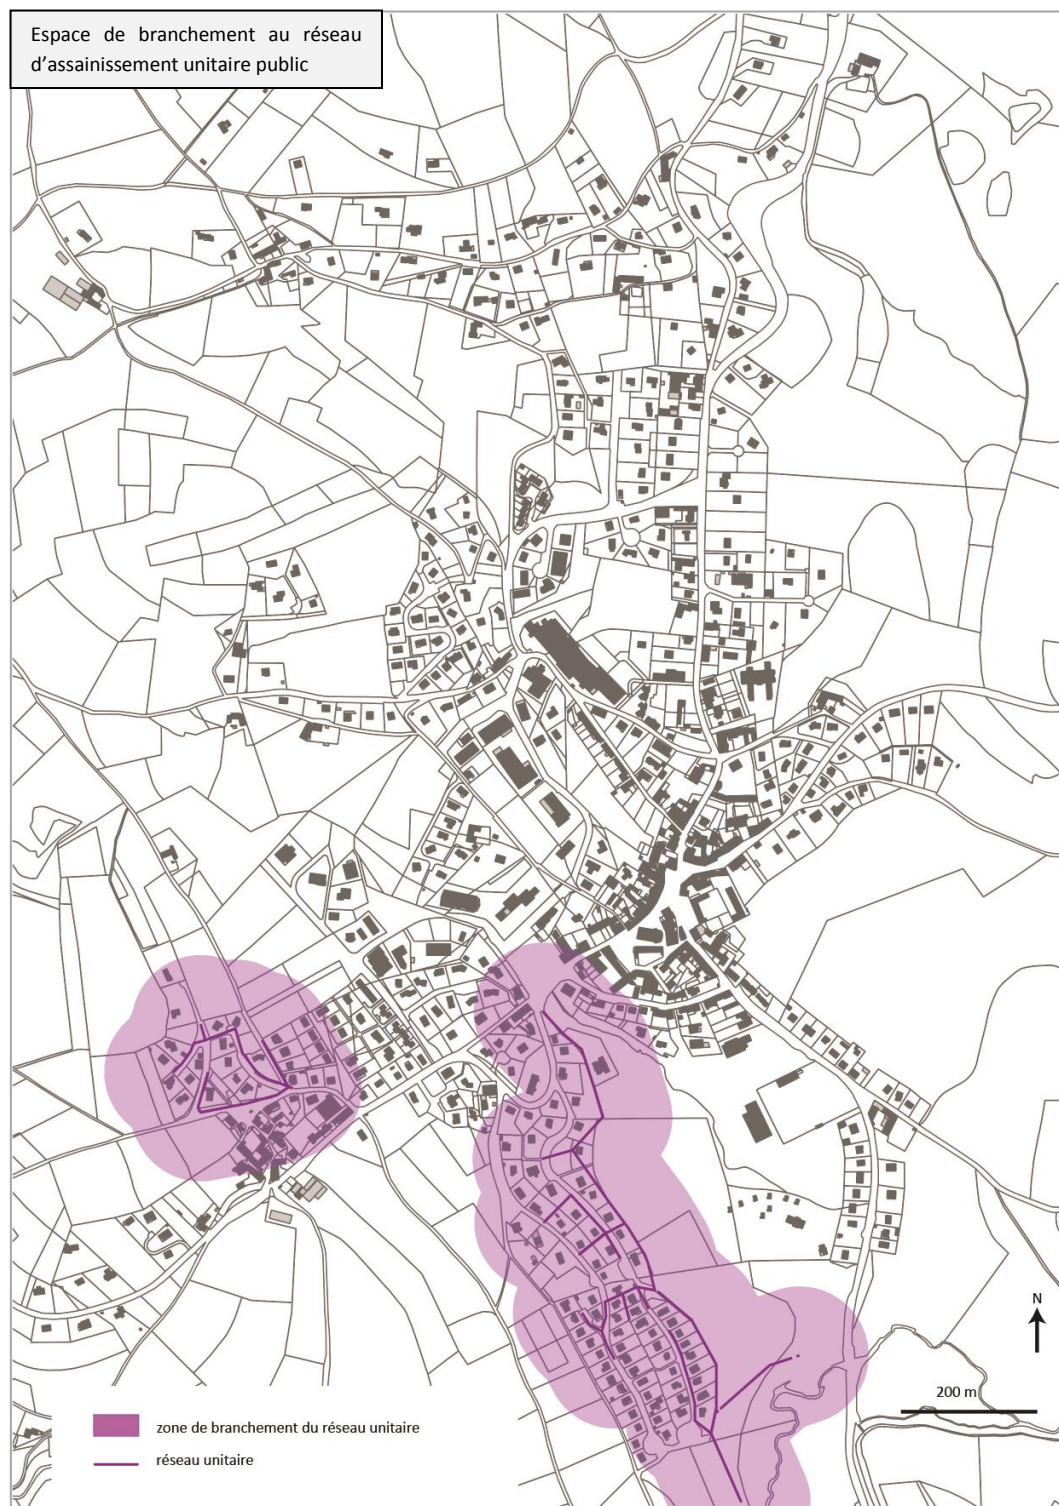 Espace de branchement au réseau
d'assainissement unitaire public
N
200 m
zone de branchement du réseau unitaire
réseau unitaire